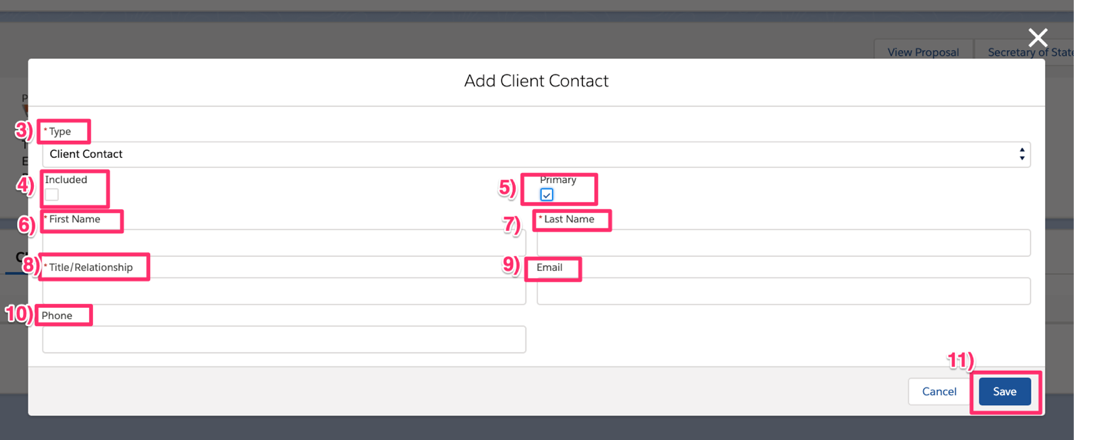 View Proposal Secretary of State
Add Client Contact
3) * Type
Client Contact
4) Included 5) Primary
6) * First Name 7) * Last Name
8) * Title/Relationship 9) Email
10) Phone
11)
Cancel Save